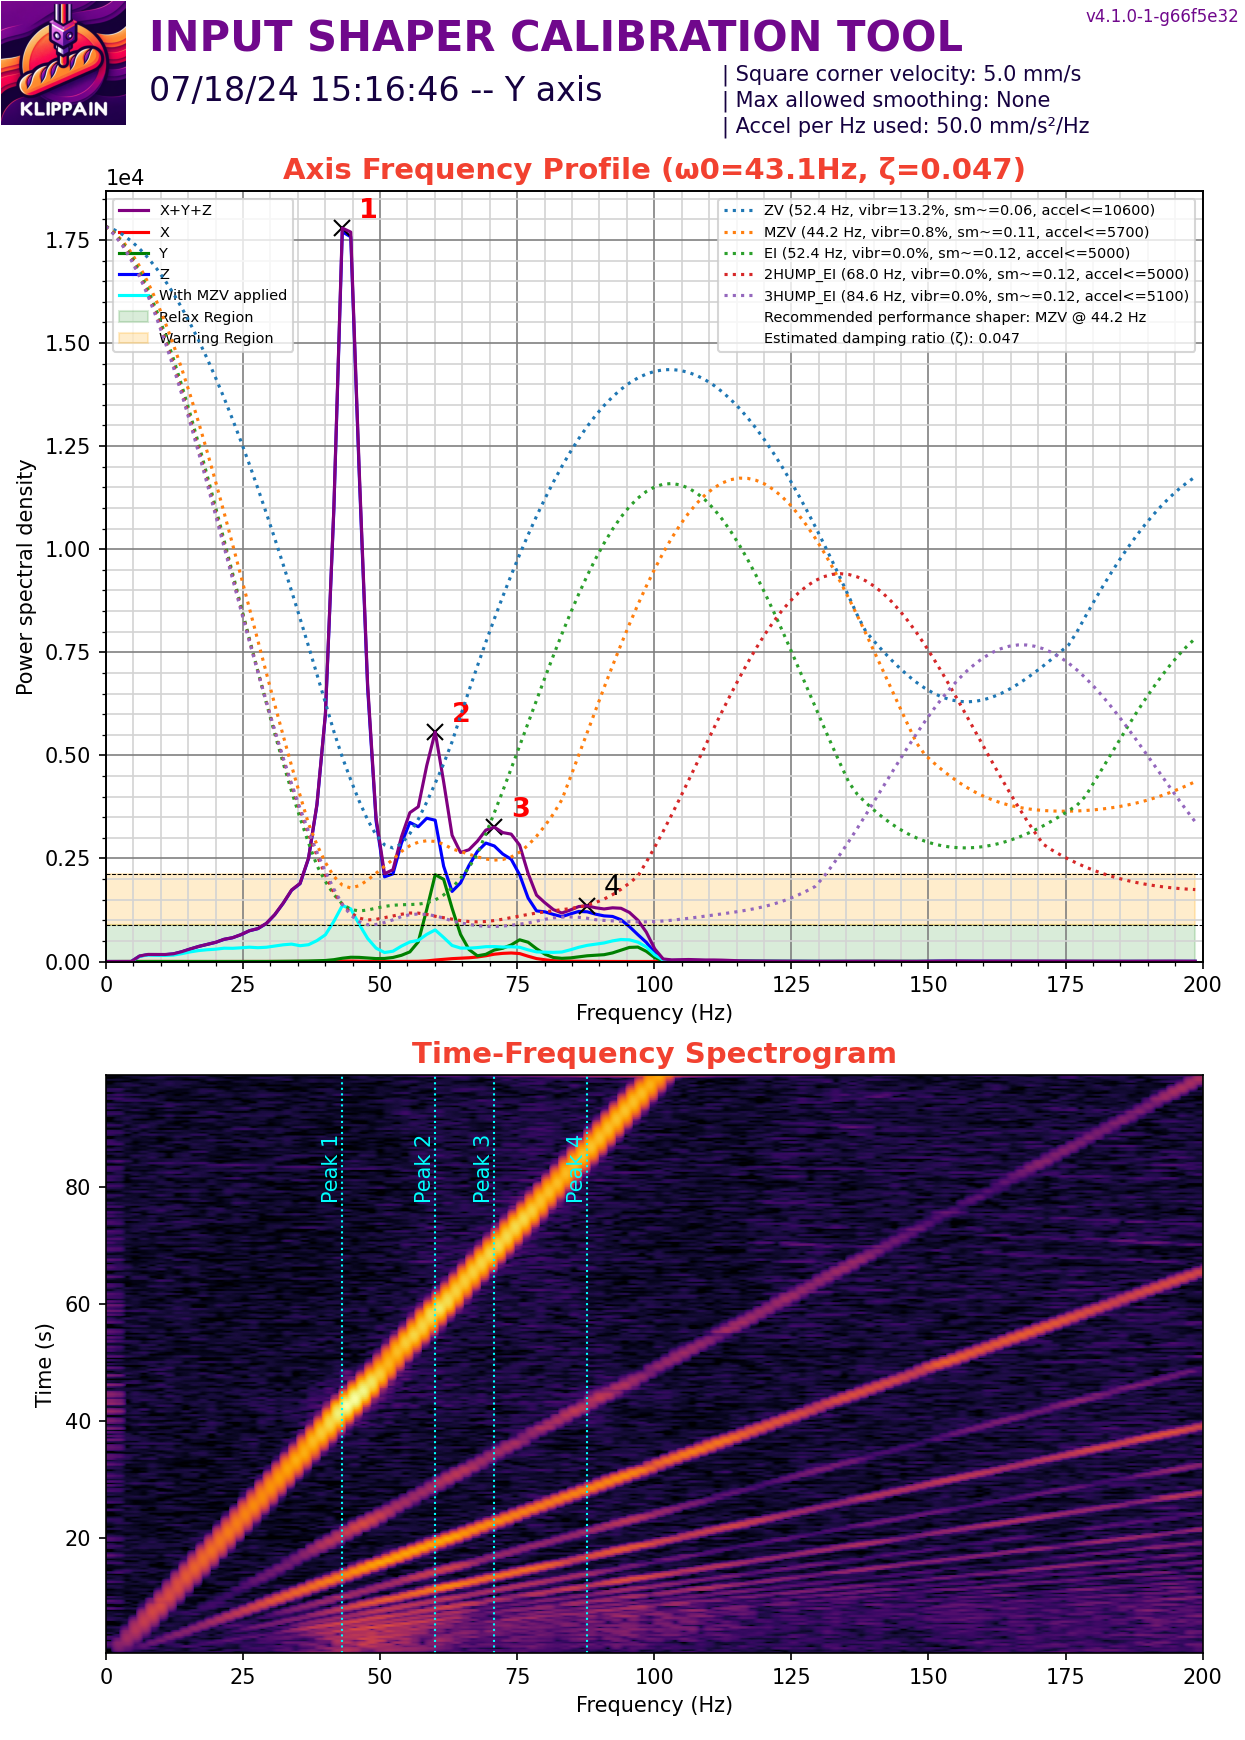 v4.1.0-1-g66f5e32
INPUT SHAPER CALIBRATION TOOL
07/18/24 15:16:46 -- Y axis
| Square corner velocity: 5.0 mm/s
| Max allowed smoothing: None
| Accel per Hz used: 50.0 mm/s²/Hz
KLIPPAIN
Axis Frequency Profile (ω0=43.1Hz, ζ=0.047)
1e4
X+Y+Z
X
Y
Z
With MZV applied
Relax Region
Warning Region
ZV (52.4 Hz, vibr=13.2%, sm~=0.06, accel<=10600)
MZV (44.2 Hz, vibr=0.8%, sm~=0.11, accel<=5700)
EI (52.4 Hz, vibr=0.0%, sm~=0.12, accel<=5000)
2HUMP_EI (68.0 Hz, vibr=0.0%, sm~=0.12, accel<=5000)
3HUMP_EI (84.6 Hz, vibr=0.0%, sm~=0.12, accel<=5100)
Recommended performance shaper: MZV @ 44.2 Hz
Estimated damping ratio (ζ): 0.047
1
2
3
4
Power spectral density
1.75
1.50
1.25
1.00
0.75
0.50
0.25
0.00
0 25 50 75 100 125 150 175 200
Frequency (Hz)
Time-Frequency Spectrogram
Peak 1
Peak 2
Peak 3
Peak 4
Time (s)
80
60
40
20
0 25 50 75 100 125 150 175 200
Frequency (Hz)